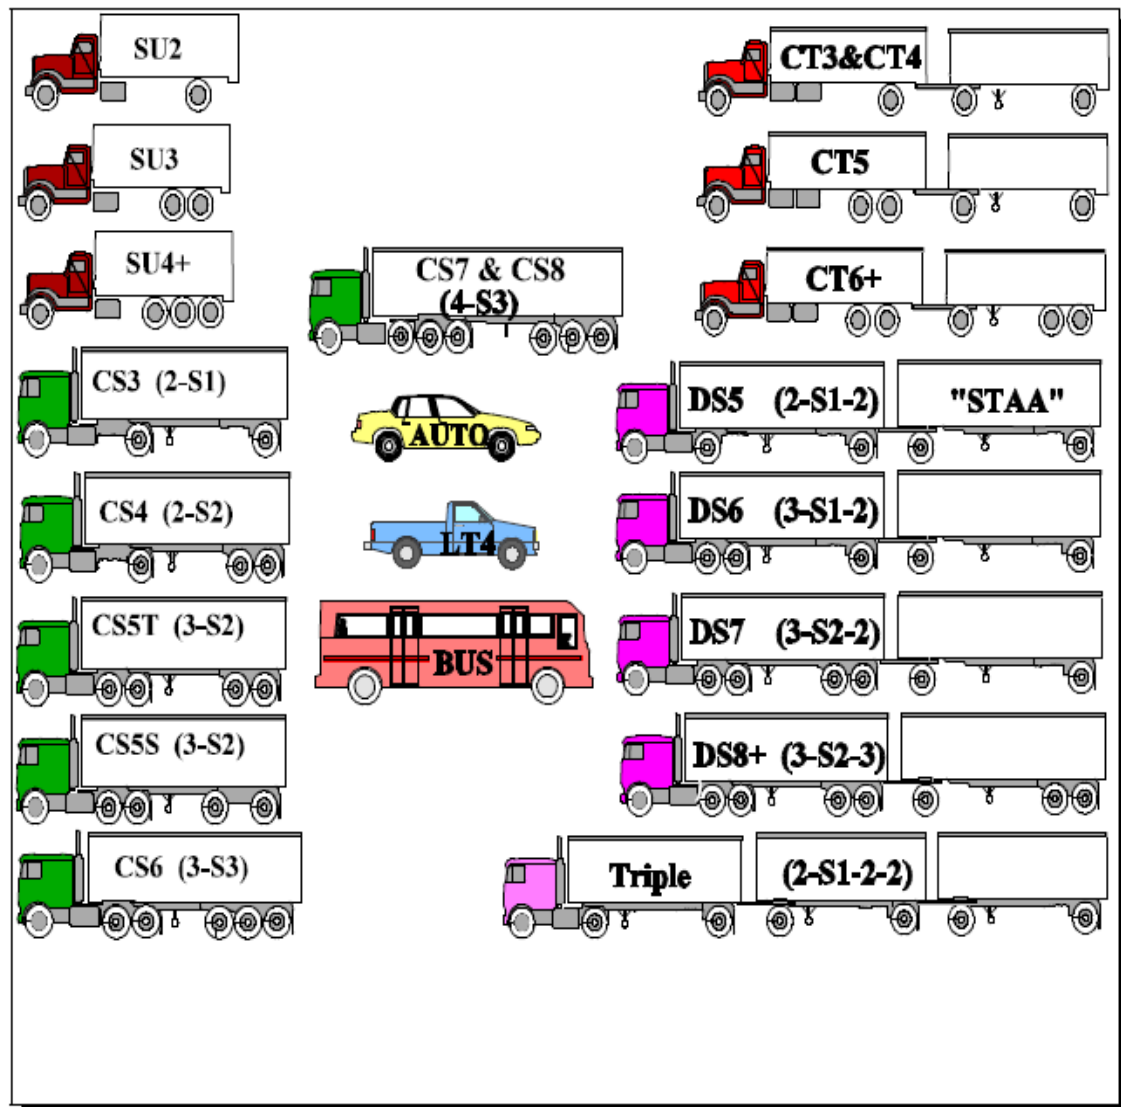 SU2
SU3
SU4+
CS3 (2-S1)
CS4 (2-S2)
CS5T (3-S2)
CS5S (3-S2)
CS6 (3-S3)
CS7 & CS8
(4-S3)
AUTO
LT4
BUS
CT3&CT4
CT5
CT6+
DS5 (2-S1-2) "STAA"
DS6 (3-S1-2)
DS7 (3-S2-2)
DS8+ (3-S2-3)
Triple (2-S1-2-2)